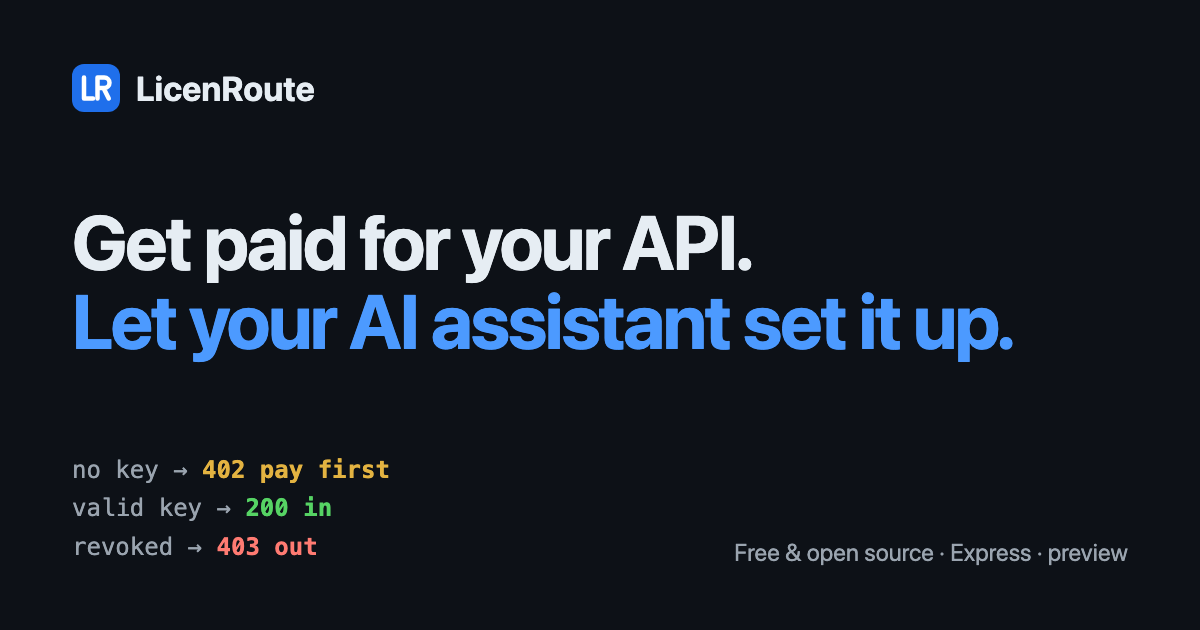 LR LicenRoute
Get paid for your API.
Let your AI assistant set it up.
no key → 402 pay first
valid key → 200 in
revoked → 403 out
Free & open source · Express · preview